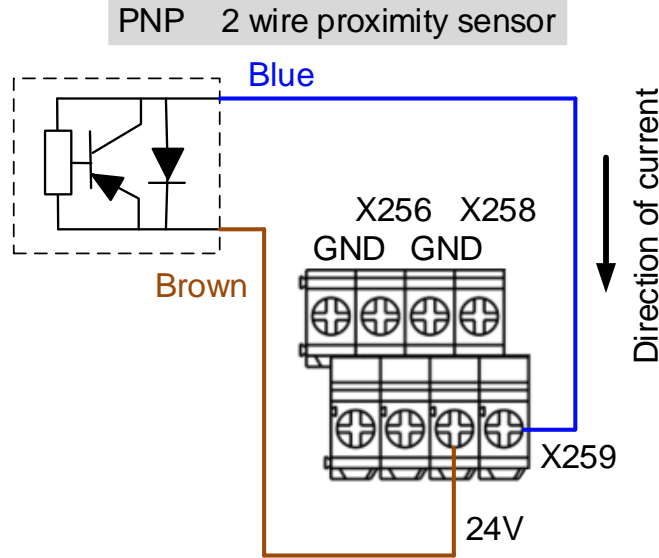 PNP 2 wire proximity sensor
Blue
Direction of current
X256 X258
GND GND
Brown
X259
24V